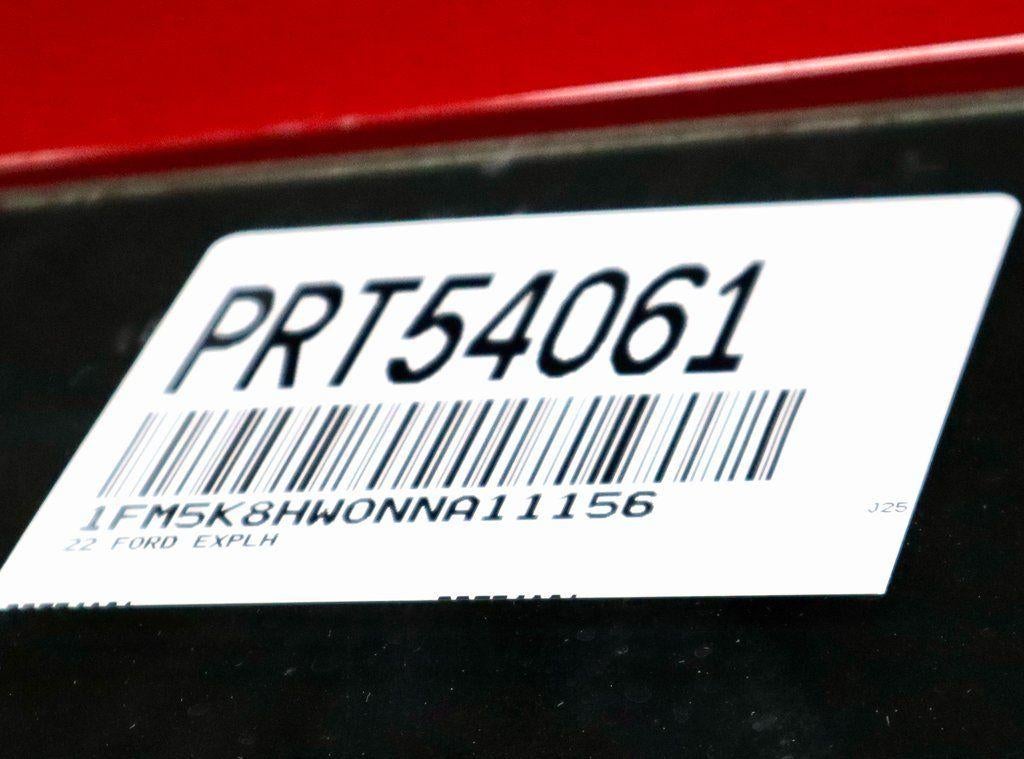 PRT54061
1FM5K8HW0NNA11156
22 FORD EXPLH
J25